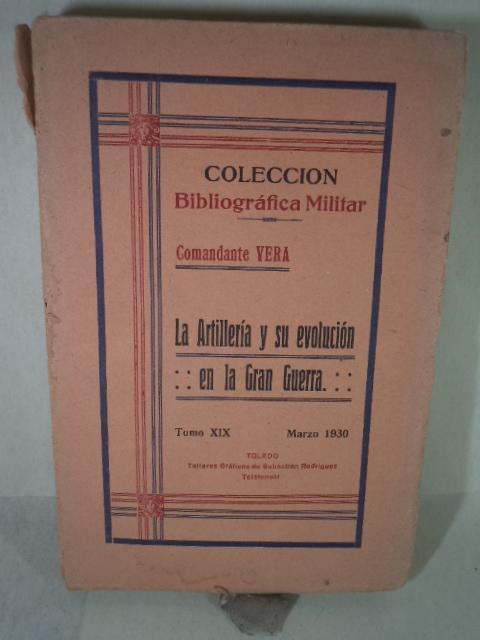 COLECCION
Bibliográfica Militar
Comandante VERA
La Artillería y su evolución
: : en la Gran Guerra. : :
Tomo XIX Marzo 1930
TOLEDO
Talleres Gráficos de Sebastián Rodríguez